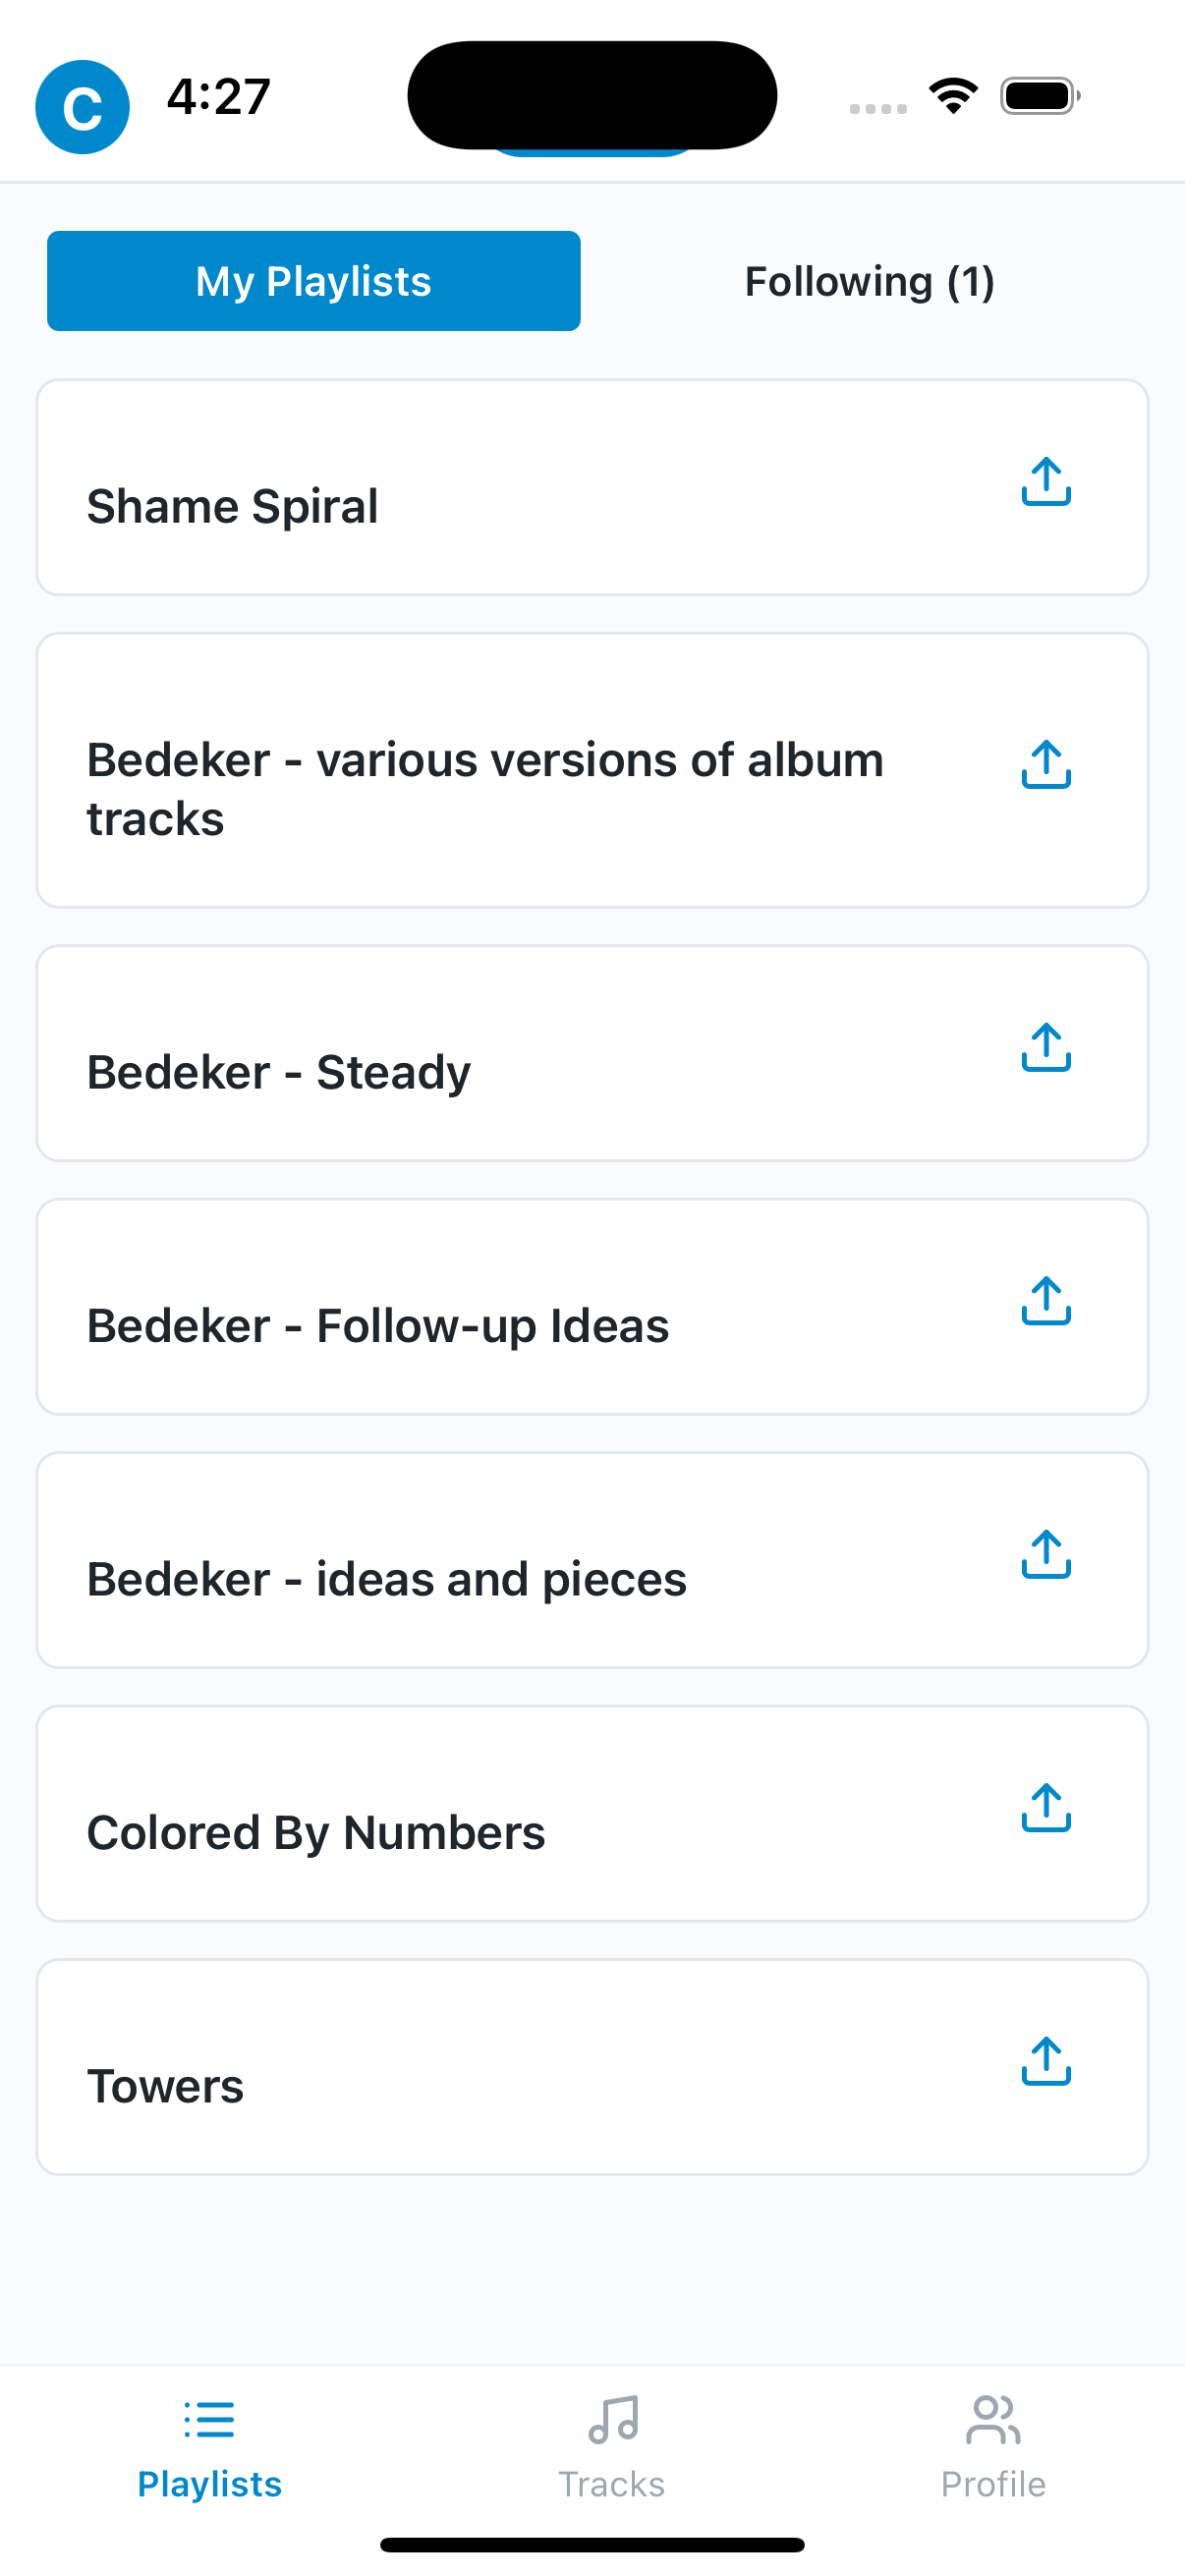 C
4:27
My Playlists
Following (1)
Shame Spiral
Bedeker - various versions of album
tracks
Bedeker - Steady
Bedeker - Follow-up Ideas
Bedeker - ideas and pieces
Colored By Numbers
Towers
Playlists
Tracks
Profile